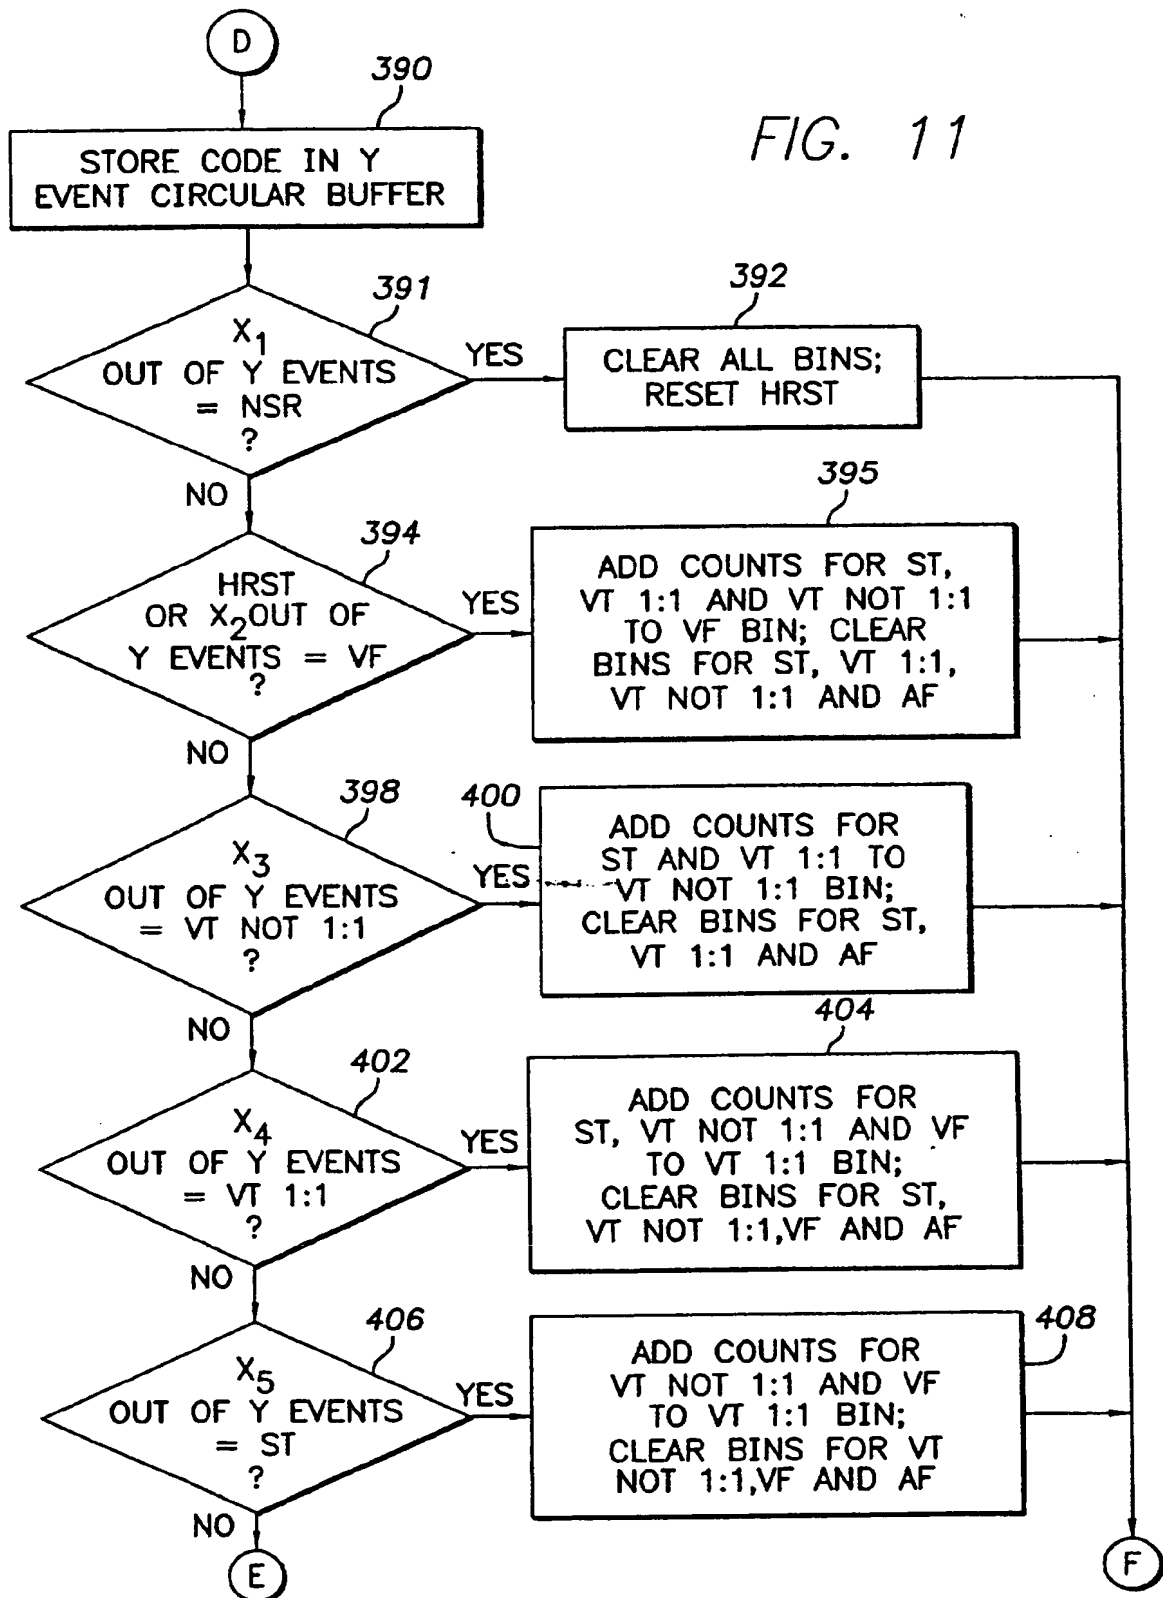 D
390
FIG. 11
STORE CODE IN Y
EVENT CIRCULAR BUFFER
391
X1
OUT OF Y EVENTS
= NSR
?
YES
NO
392
CLEAR ALL BINS;
RESET HRST
394
HRST
OR X2 OUT OF
Y EVENTS = VF
?
YES
NO
395
ADD COUNTS FOR ST,
VT 1:1 AND VT NOT 1:1
TO VF BIN; CLEAR
BINS FOR ST, VT 1:1,
VT NOT 1:1 AND AF
398
X3
OUT OF Y EVENTS
= VT NOT 1:1
?
YES
NO
400
ADD COUNTS FOR
ST AND VT 1:1 TO
VT NOT 1:1 BIN;
CLEAR BINS FOR ST,
VT 1:1 AND AF
402
X4
OUT OF Y EVENTS
= VT 1:1
?
YES
NO
404
ADD COUNTS FOR
ST, VT NOT 1:1 AND VF
TO VT 1:1 BIN;
CLEAR BINS FOR ST,
VT NOT 1:1,VF AND AF
406
X5
OUT OF Y EVENTS
= ST
?
YES
NO
408
ADD COUNTS FOR
VT NOT 1:1 AND VF
TO VT 1:1 BIN;
CLEAR BINS FOR VT
NOT 1:1,VF AND AF
E
F